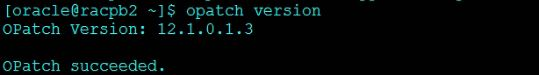 [oracle@racpb2 ~]$ opatch version
OPatch Version: 12.1.0.1.3
OPatch succeeded.